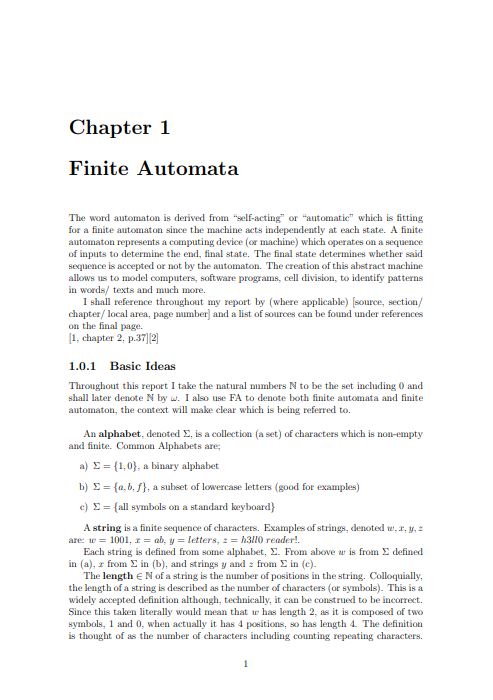 Chapter 1
Finite Automata
The word automaton is derived from “self-acting” or “automatic” which is fitting
for a finite automaton since the machine acts independently at each state. A finite
automaton represents a computing device (or machine) which operates on a sequence
of inputs to determine the end, final state. The final state determines whether said
sequence is accepted or not by the automaton. The creation of this abstract machine
allows us to model computers, software programs, cell division, to identify patterns
in words/ texts and much more.
I shall reference throughout my report by (where applicable) [source, section/
chapter/ local area, page number] and a list of sources can be found under references
on the final page.
[1, chapter 2, p.37][2]
1.0.1 Basic Ideas
Throughout this report I take the natural numbers ℕ to be the set including 0 and
shall later denote ℕ by ω. I also use FA to denote both finite automata and finite
automaton, the context will make clear which is being referred to.
An alphabet, denoted Σ, is a collection (a set) of characters which is non-empty
and finite. Common Alphabets are;
a) Σ = {1, 0}, a binary alphabet
b) Σ = {a, b, f}, a subset of lowercase letters (good for examples)
c) Σ = {all symbols on a standard keyboard}
A string is a finite sequence of characters. Examples of strings, denoted w, x, y, z
are: w = 1001, x = ab, y = letters, z = h3ll0 reader!.
Each string is defined from some alphabet, Σ. From above w is from Σ defined
in (a), x from Σ in (b), and strings y and z from Σ in (c).
The length ∈ ℕ of a string is the number of positions in the string. Colloquially,
the length of a string is described as the number of characters (or symbols). This is a
widely accepted definition although, technically, it can be construed to be incorrect.
Since this taken literally would mean that w has length 2, as it is composed of two
symbols, 1 and 0, when actually it has 4 positions, so has length 4. The definition
is thought of as the number of characters including counting repeating characters.
1